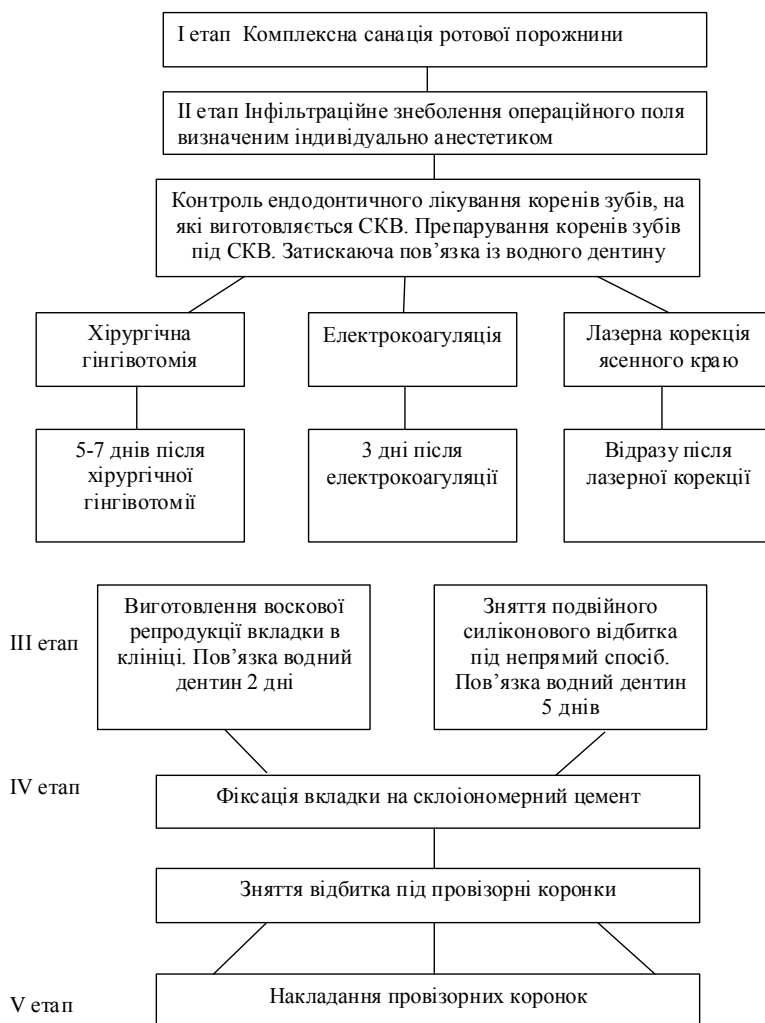 І етап  Комплексна санація ротової порожнини
ІІ етап Інфільтраційне знеболення операційного поля
визначеним індивідуально анестетиком
Контроль ендодонтичного лікування коренів зубів, на
які виготовляється СКВ. Препарування коренів зубів
під СКВ. Затискаюча пов’язка із водного дентину
Хірургічна
гінгівотомія
Електрокоагуляція
Лазерна корекція
ясенного краю
5-7 днів після
хірургічної
гінгівотомії
3 дні після
електрокоагуляції
Відразу після
лазерної корекції
ІІІ етап
Виготовлення воскової
репродукції вкладки в
клініці. Пов’язка водний
дентин 2 дні
Зняття подвійного
силіконового відбитка
під непрямий спосіб.
Пов’язка водний дентин
5 днів
IV етап
Фіксація вкладки на склоіономерний цемент
Зняття відбитка під провізорні коронки
V етап
Накладання провізорних коронок